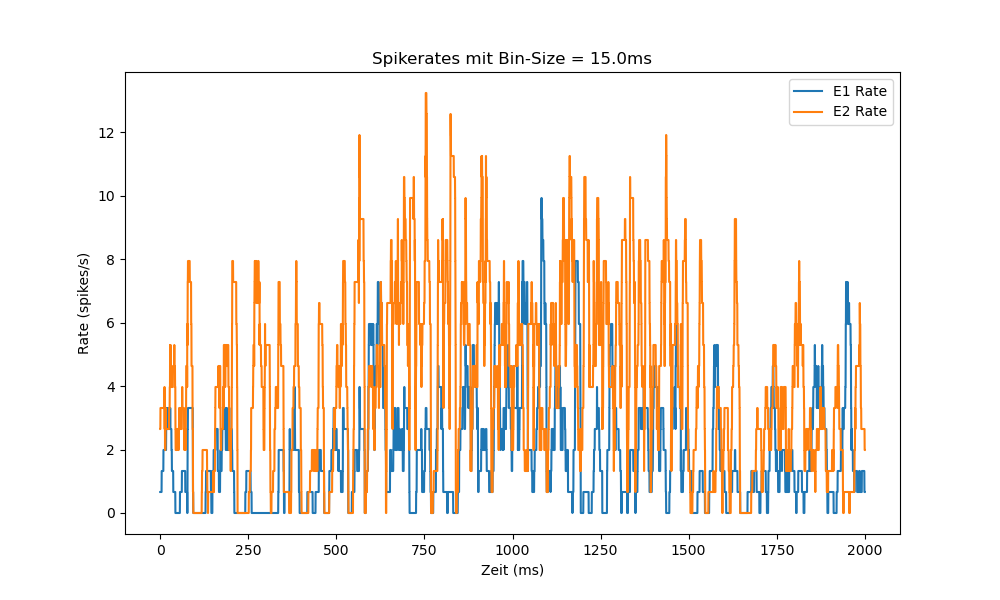 Spikerates mit Bin-Size = 15.0ms
E1 Rate
E2 Rate
Rate (spikes/s)
12
10
8
6
4
2
0
0 250 500 750 1000 1250 1500 1750 2000
Zeit (ms)